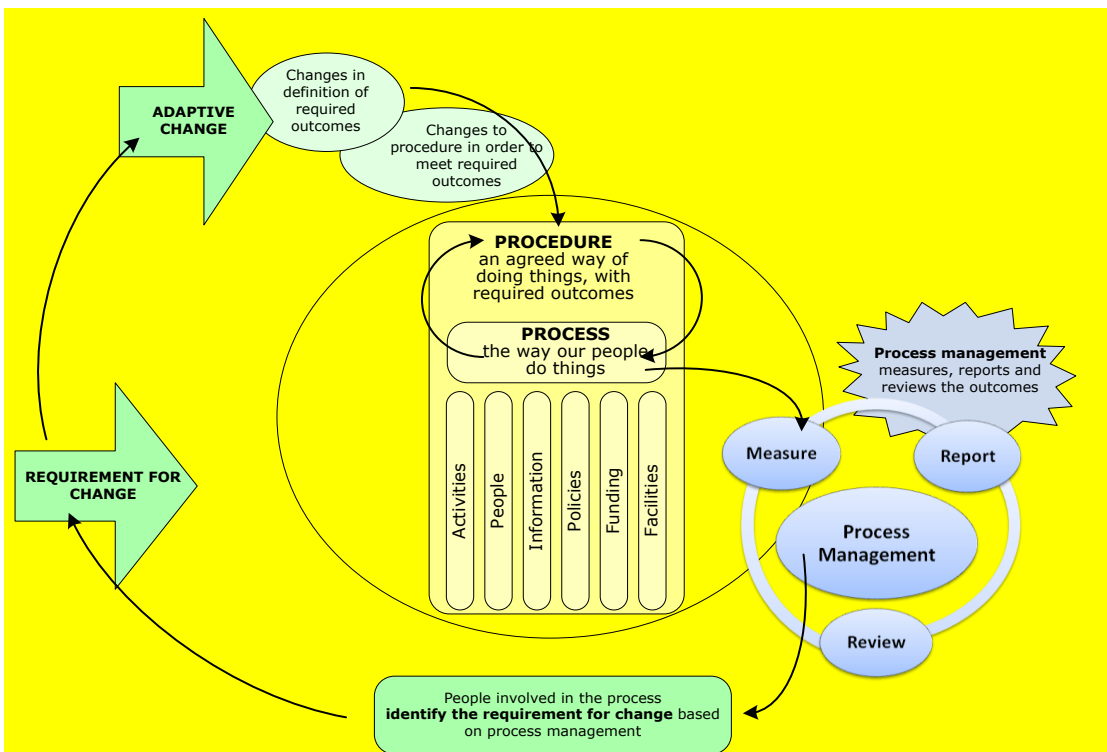 Changes in
definition of
required
outcomes
ADAPTIVE
CHANGE
Changes to
procedure in order to
meet required
outcomes
PROCEDURE
an agreed way of
doing things, with
required outcomes
PROCESS
the way our people
do things
Process management
measures, reports and
reviews the outcomes
Measure
Report
REQUIREMENT FOR
CHANGE
Activities
People
Information
Policies
Funding
Facilities
Process
Management
Review
People involved in the process
identify the requirement for change based
on process management